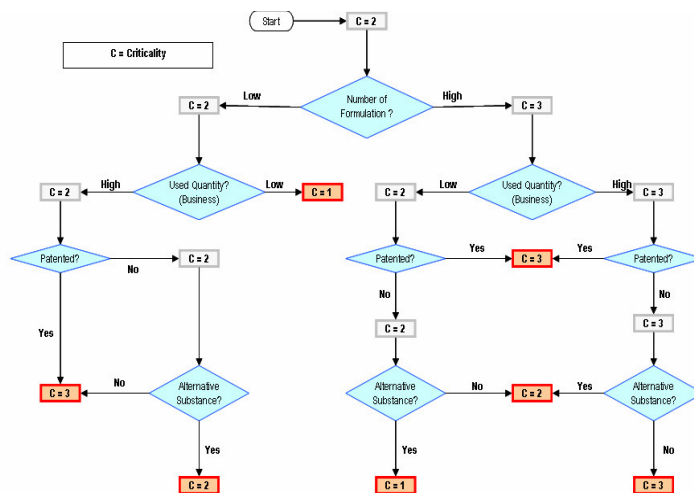 Start
C = 2
C = Criticality
Number of
Formulation ?
Low
High
C = 2
C = 3
Used Quantity?
(Business)
High
Low
C = 2
C = 1
Used Quantity?
(Business)
Low
High
C = 2
C = 3
Patented?
No
C = 2
Patented?
Yes
C = 3
Yes
Patented?
No
No
C = 2
C = 3
Yes
C = 3
No
Alternative
Substance?
Alternative
Substance?
No
C = 2
Yes
Alternative
Substance?
Yes
Yes
No
C = 2
C = 1
C = 3